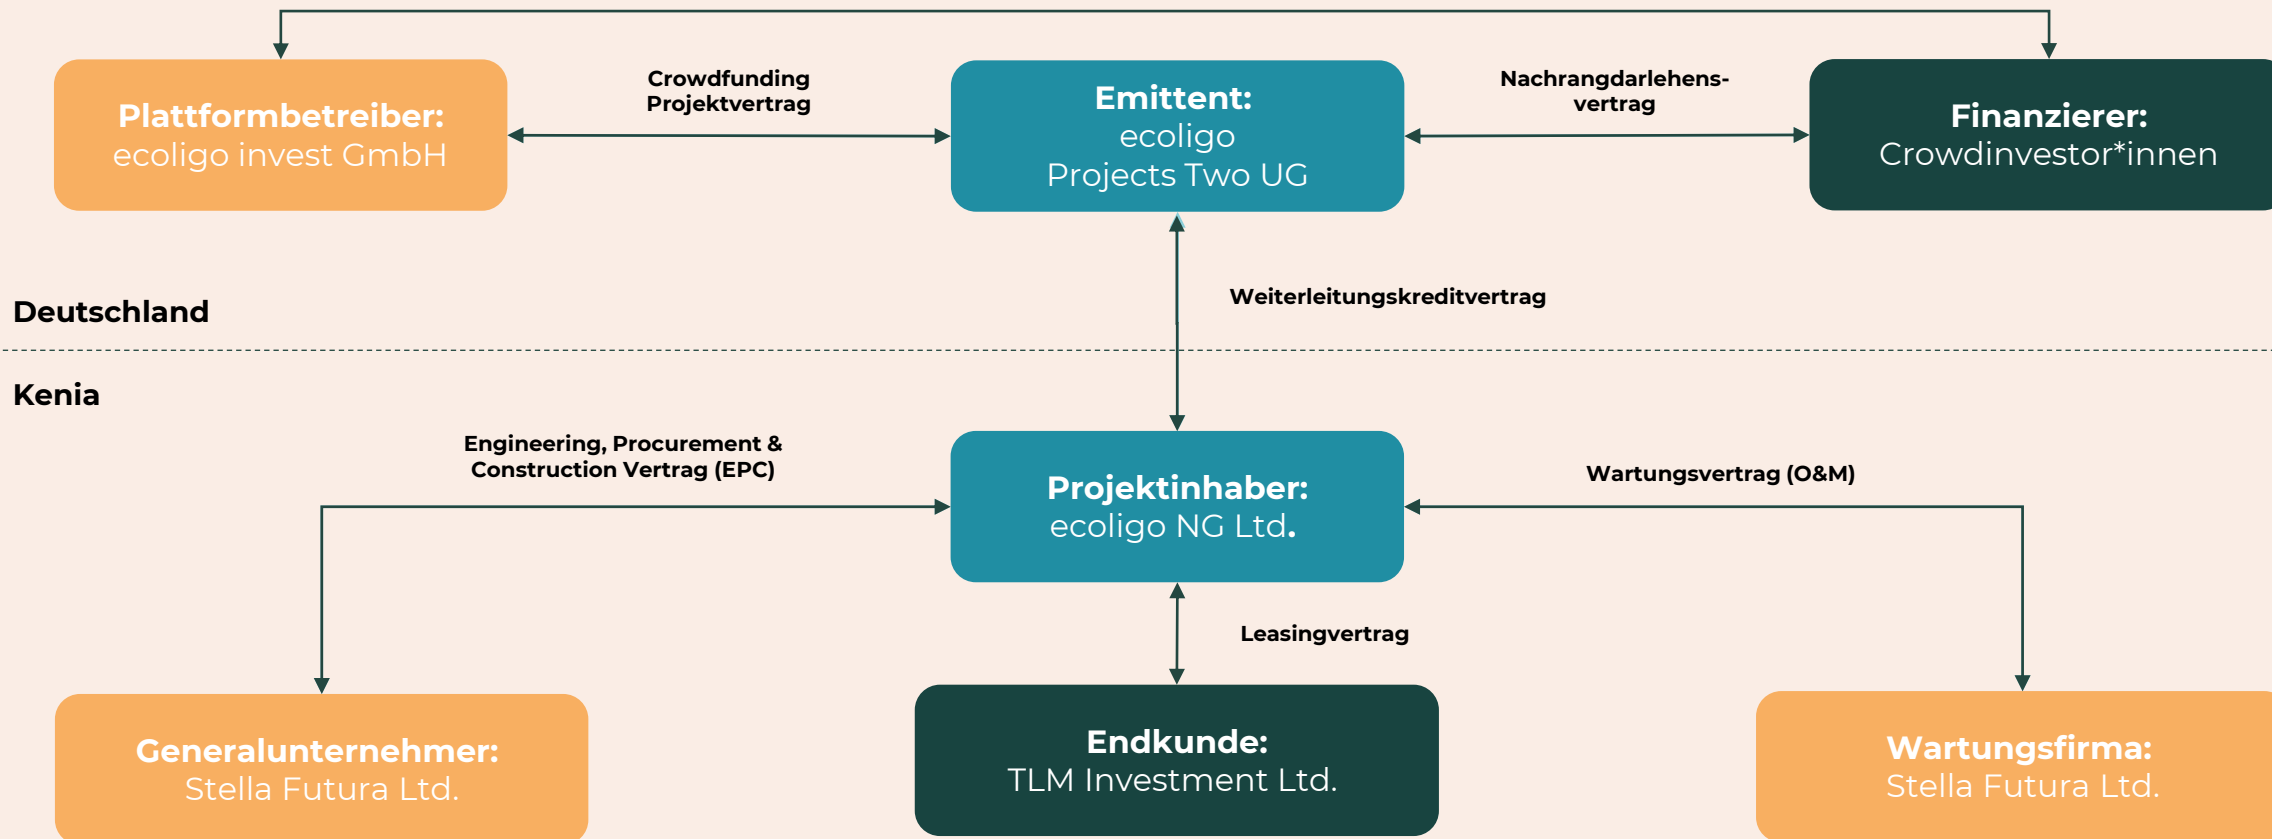 Crowdfunding
Projektvertrag
Nachrangdarlehens-
vertrag
Plattformbetreiber:
ecoligo invest GmbH
Emittent:
ecoligo
Projects Two UG
Finanzierer:
Crowdinvestor*innen
Weiterleitungskreditvertrag
Deutschland
Kenia
Engineering, Procurement &
Construction Vertrag (EPC)
Projektinhaber:
ecoligo NG Ltd.
Wartungsvertrag (O&M)
Leasingvertrag
Generalunternehmer:
Stella Futura Ltd.
Endkunde:
TLM Investment Ltd.
Wartungsfirma:
Stella Futura Ltd.